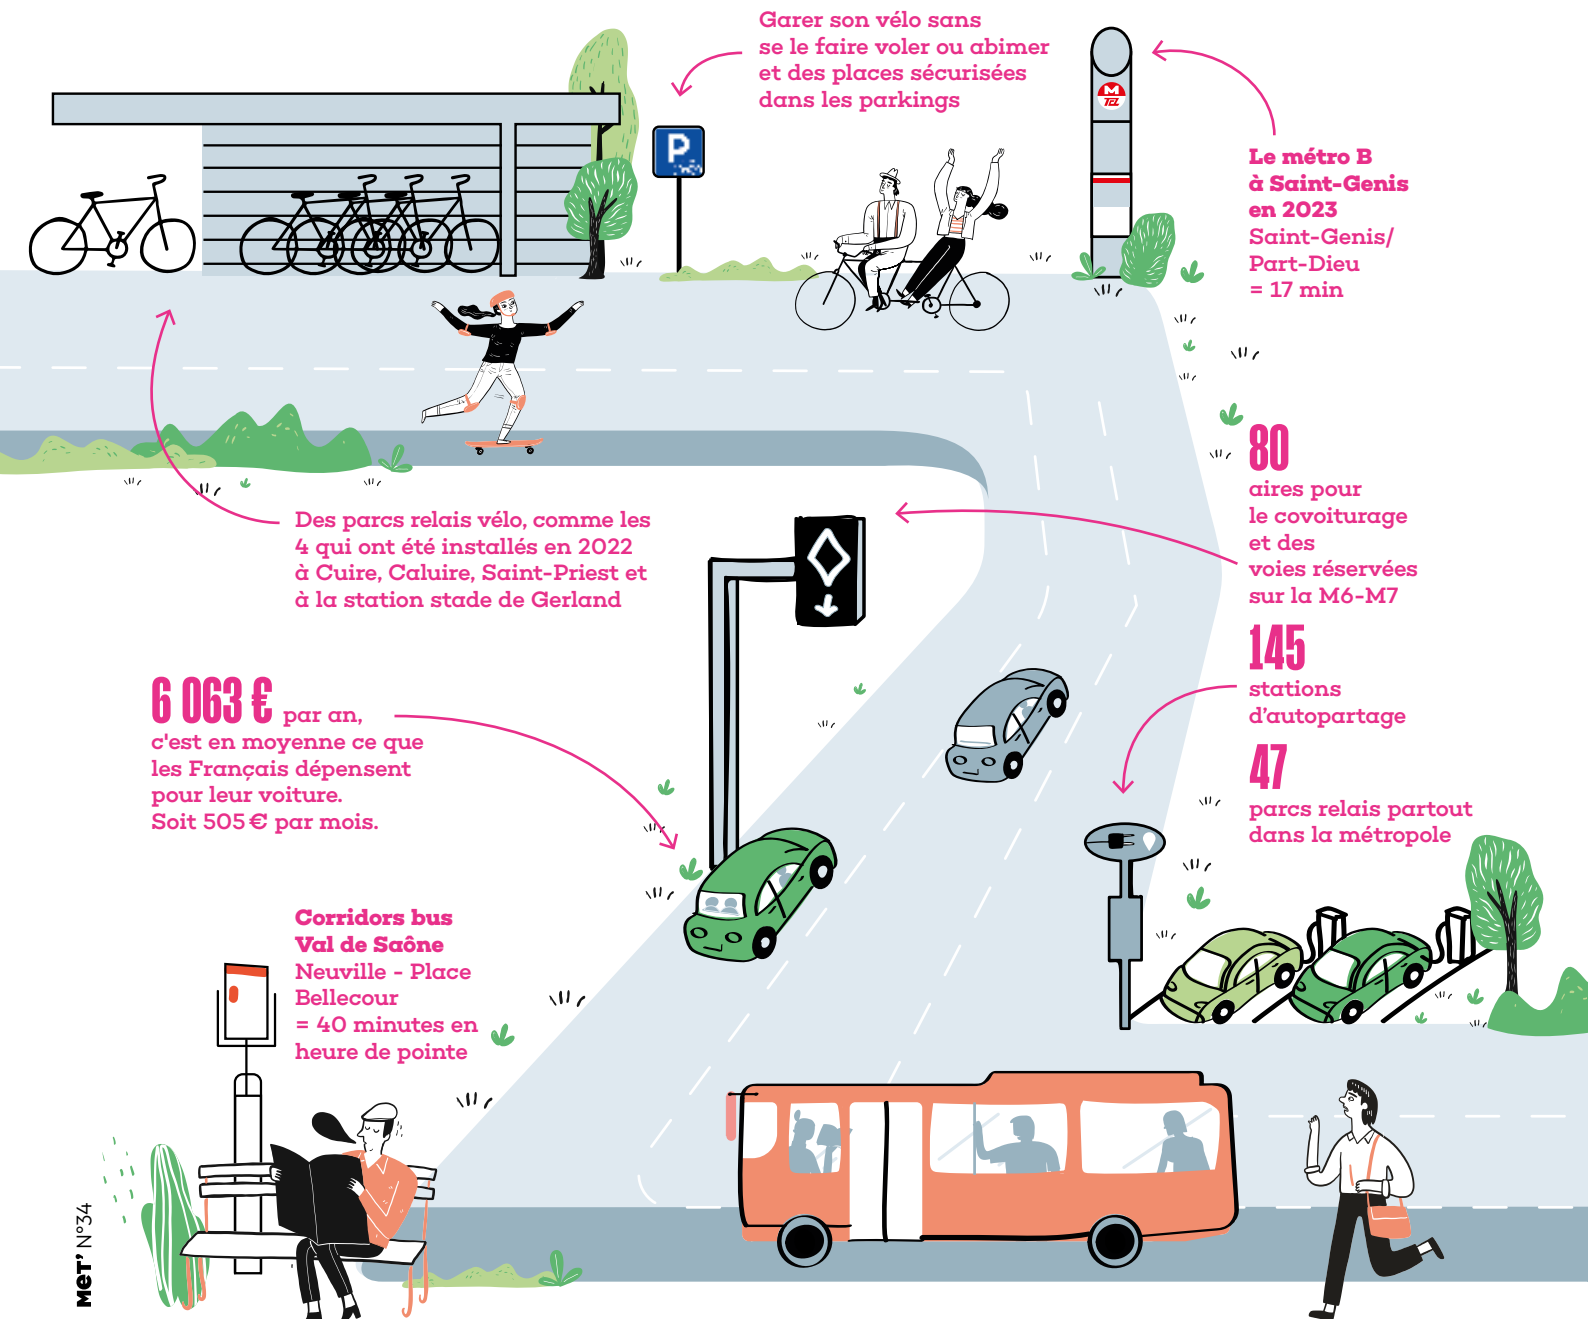 Garer son vélo sans
se le faire voler ou abimer
et des places sécurisées
dans les parkings
P
M
TCL
Le métro B
à Saint-Genis
en 2023
Saint-Genis/
Part-Dieu
= 17 min
Des parcs relais vélo, comme les
4 qui ont été installés en 2022
à Cuire, Caluire, Saint-Priest et
à la station stade de Gerland
80
aires pour
le covoiturage
et des
voies réservées
sur la M6-M7
145
stations
d'autopartage
47
parcs relais partout
dans la métropole
6 063 € par an,
c'est en moyenne ce que
les Français dépensent
pour leur voiture.
Soit 505 € par mois.
Corridors bus
Val de Saône
Neuville - Place
Bellecour
= 40 minutes en
heure de pointe
MET' N°34